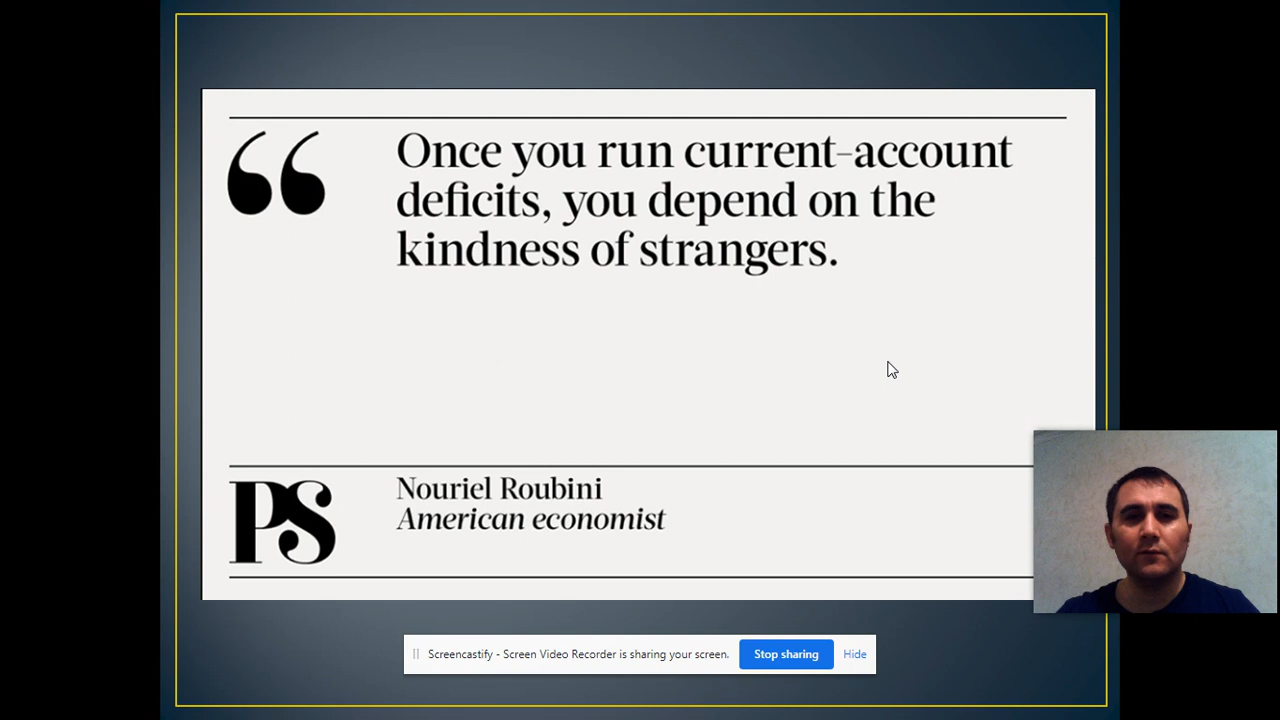 “
Once you run current-account
deficits, you depend on the
kindness of strangers.
PS
Nouriel Roubini
American economist
Screencastify - Screen Video Recorder is sharing your screen.
Stop sharing
Hide